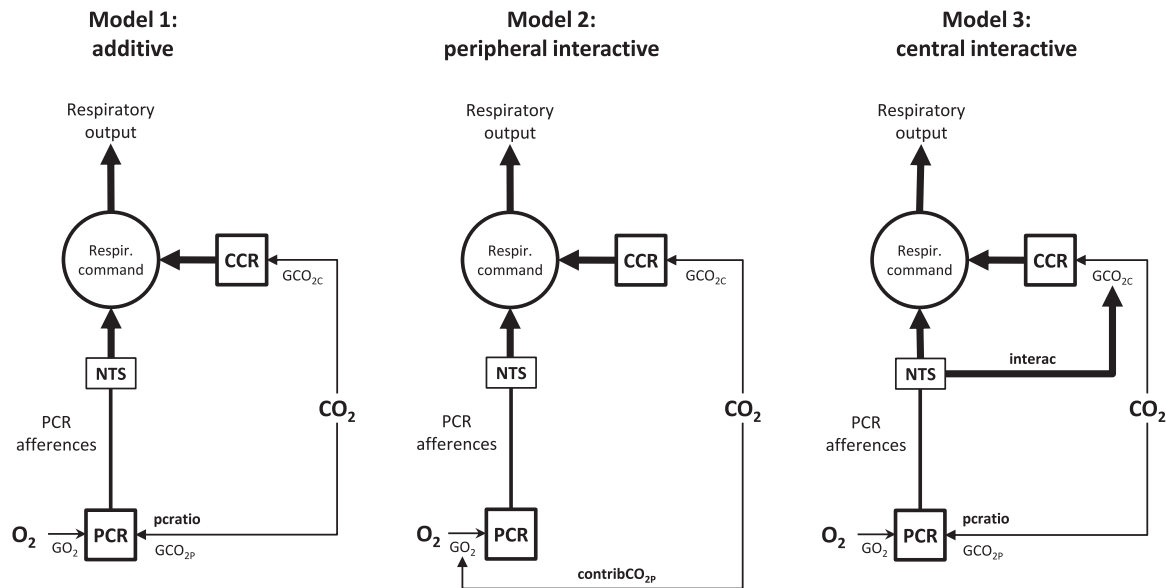 Model 1:
additive
Respiratory
output
Respir.
command
CCR
GCO₂C
NTS
CO₂
PCR
afferences
pcratio
O₂
GO₂
PCR
GCO₂P
Model 2:
peripheral interactive
Respiratory
output
Respir.
command
CCR
GCO₂C
NTS
CO₂
PCR
afferences
O₂
GO₂
PCR
contribCO₂P
Model 3:
central interactive
Respiratory
output
Respir.
command
CCR
GCO₂C
interac
NTS
CO₂
PCR
afferences
pcratio
O₂
GO₂
PCR
GCO₂P